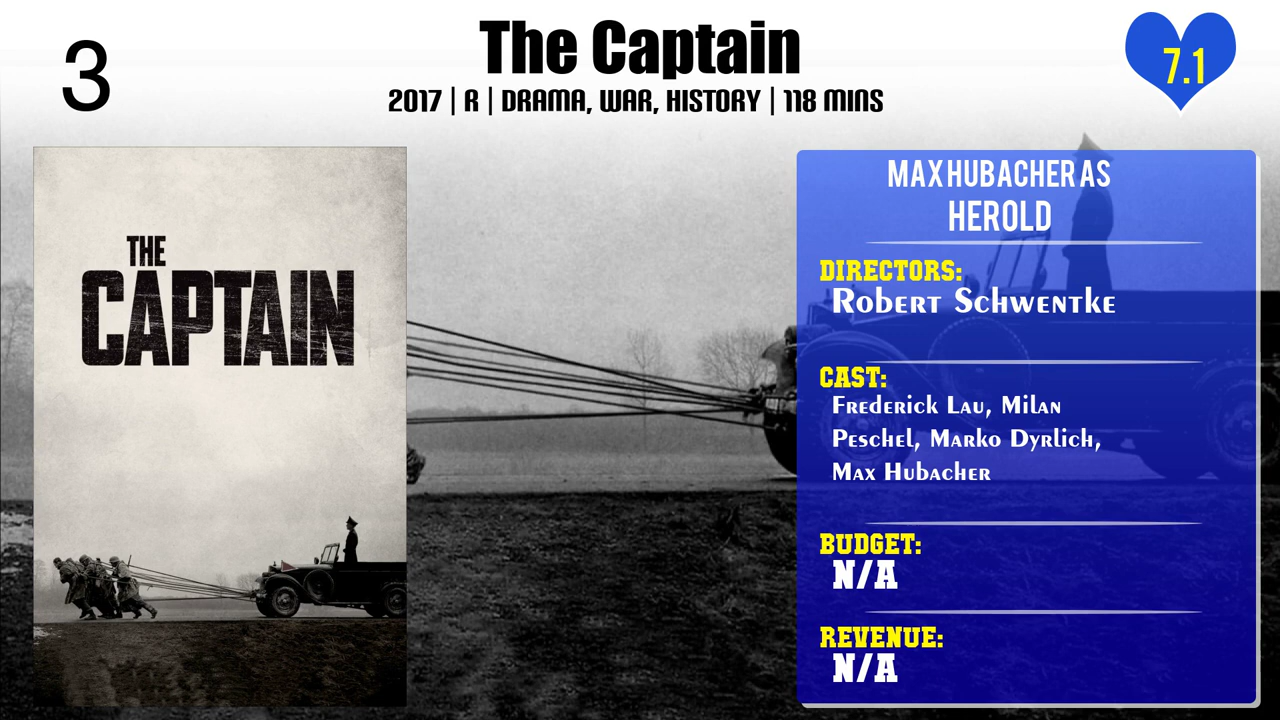 3
The Captain
2017 | R | DRAMA, WAR, HISTORY | 118 MINS
7.1
THE
CAPTAIN
MAX HUBACHER AS
HEROLD
DIRECTORS:
Robert Schwentke
CAST:
Frederick Lau, Milan
Peschel, Marko Dyrlich,
Max Hubacher
BUDGET:
N/A
REVENUE:
N/A